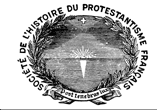 SOCIÉTÉ DE L'HISTOIRE DU PROTESTANTISME FRANÇAIS
Post tenebras lux